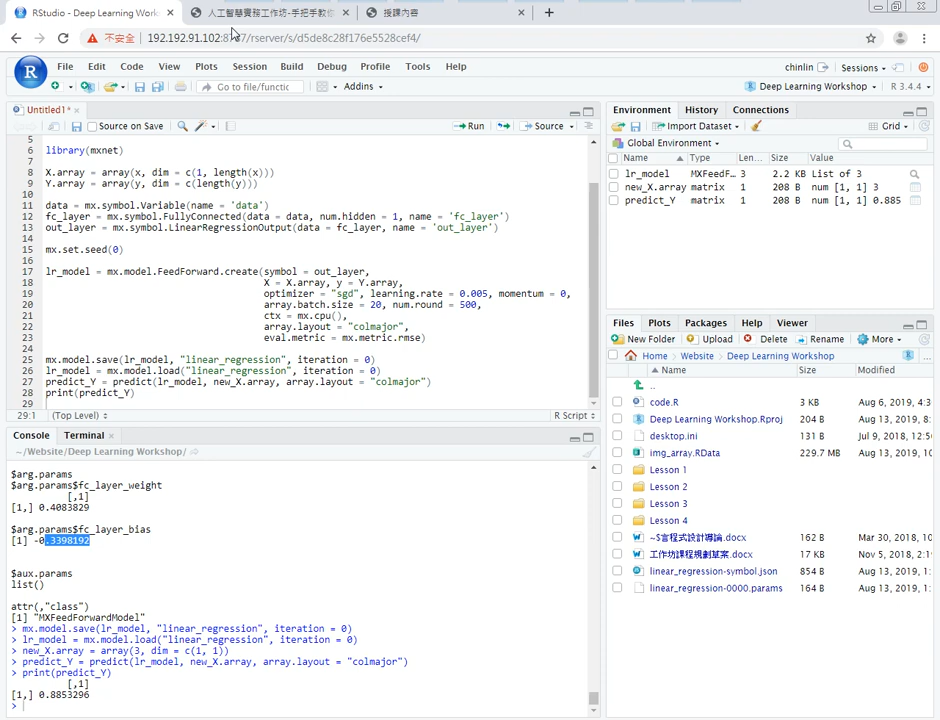 RStudio - Deep Learning Worksh
人工智慧實務工作坊-手把手教你
授課內容
不安全
192.192.91.102:8787/rserver/s/d5de8c28f176e5528cef4/
File Edit Code View Plots Session Build Debug Profile Tools Help
chinlin Sessions
Go to file/functic Addins
Deep Learning Workshop R 3.4.4
Untitled1*
Source on Save Run Source
5
6 library(mxnet)
7
8 X.array = array(x, dim = c(1, length(x)))
9 Y.array = array(y, dim = c(length(y)))
10
11 data = mx.symbol.Variable(name = 'data')
12 fc_layer = mx.symbol.FullyConnected(data = data, num.hidden = 1, name = 'fc_layer')
13 out_layer = mx.symbol.LinearRegressionOutput(data = fc_layer, name = 'out_layer')
14
15 mx.set.seed(0)
16
17 lr_model = mx.model.FeedForward.create(symbol = out_layer,
18 X = X.array, y = Y.array,
19 optimizer = "sgd", learning.rate = 0.005, momentum = 0,
20 array.batch.size = 20, num.round = 500,
21 ctx = mx.cpu(),
22 array.layout = "colmajor",
23 eval.metric = mx.metric.rmse)
24
25 mx.model.save(lr_model, "linear_regression", iteration = 0)
26 lr_model = mx.model.load("linear_regression", iteration = 0)
27 predict_Y = predict(lr_model, new_X.array, array.layout = "colmajor")
28 print(predict_Y)
29
29:1 (Top Level) R Script
Console Terminal
~/Website/Deep Learning Workshop/
$arg.params
$arg.params$fc_layer_weight
[,1]
[1,] 0.4083829
$arg.params$fc_layer_bias
[1] -0.3398192
$aux.params
list()
attr(,"class")
[1] "MXFeedForwardModel"
> mx.model.save(lr_model, "linear_regression", iteration = 0)
> lr_model = mx.model.load("linear_regression", iteration = 0)
> new_X.array = array(3, dim = c(1, 1))
> predict_Y = predict(lr_model, new_X.array, array.layout = "colmajor")
> print(predict_Y)
[,1]
[1,] 0.8853296
>
Environment History Connections
Import Dataset Grid
Global Environment
Name Type Len... Size Value
lr_model MXFeedF... 3 2.2 KB List of 3
new_X.array matrix 1 208 B num [1, 1] 3
predict_Y matrix 1 208 B num [1, 1] 0.885
Files Plots Packages Help Viewer
New Folder Upload Delete Rename More
Home Website Deep Learning Workshop ...
Name Size Modified
..
code.R 3 KB Aug 6, 2019, 4:3
Deep Learning Workshop.Rproj 204 B Aug 13, 2019, 8:
desktop.ini 131 B Jul 9, 2018, 12:5
img_array.RData 229.7 MB Aug 13, 2019, 10
Lesson 1
Lesson 2
Lesson 3
Lesson 4
~$言程式設計導論.docx 162 B Mar 30, 2018, 10
工作坊課程規劃草案.docx 17 KB Nov 5, 2018, 2:1
linear_regression-symbol.json 854 B Aug 13, 2019, 1:
linear_regression-0000.params 164 B Aug 13, 2019, 1: